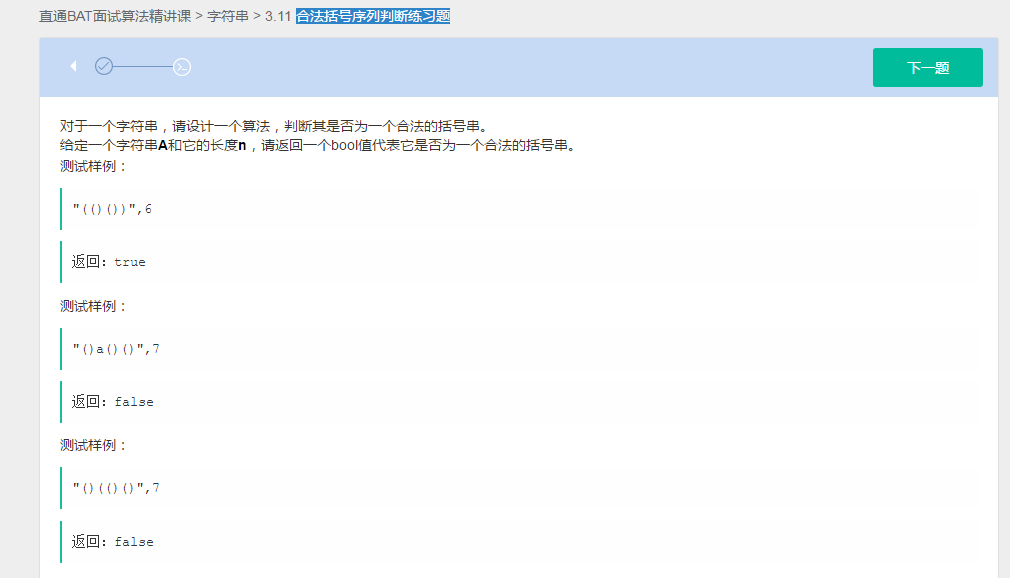 直通BAT面试算法精讲课 > 字符串 > 3.11 合法括号序列判断练习题
下一题
对于一个字符串，请设计一个算法，判断其是否为一个合法的括号串。
给定一个字符串A和它的长度n，请返回一个bool值代表它是否为一个合法的括号串。
测试样例：
"(()())",6
返回：true
测试样例：
"()a()()",7
返回：false
测试样例：
"()(()()",7
返回：false